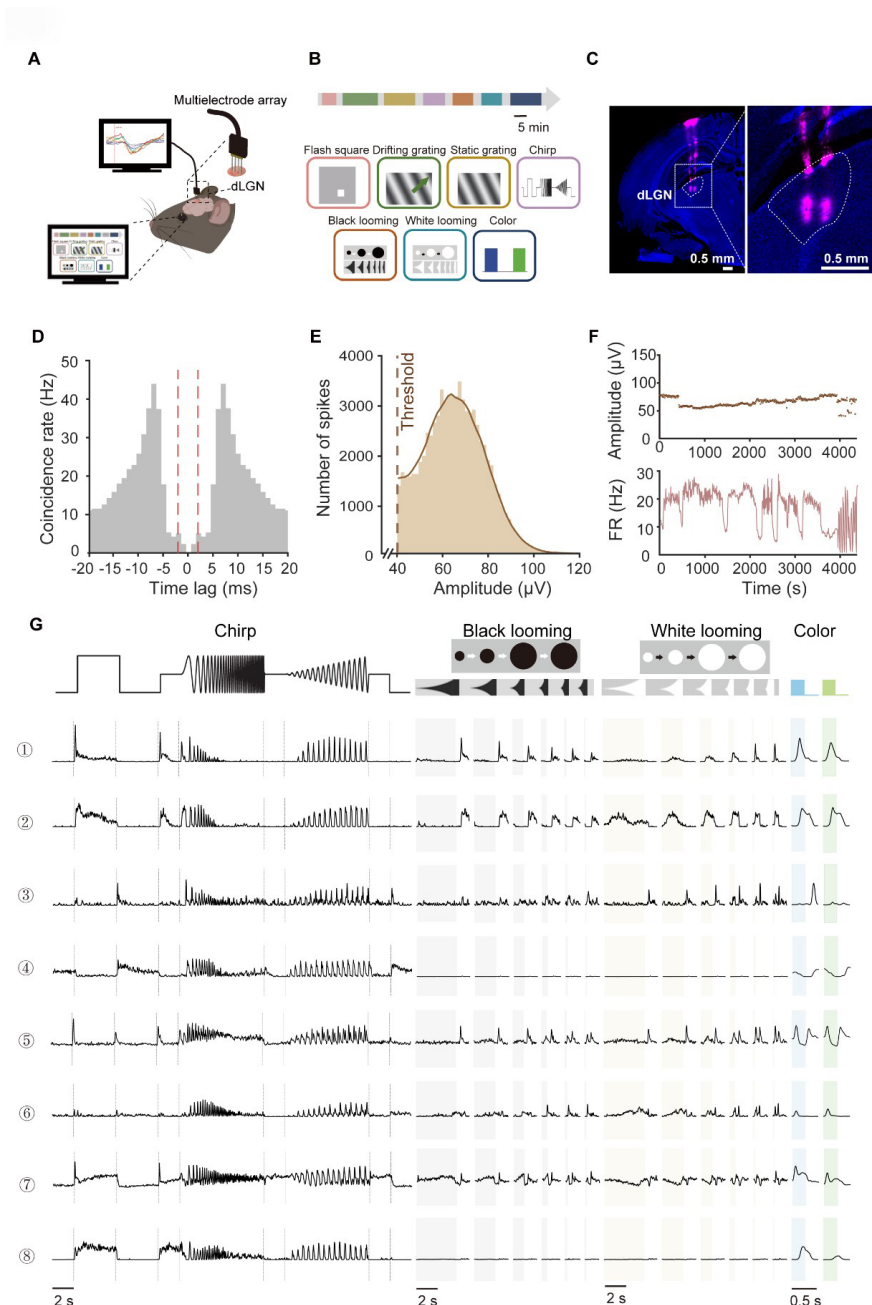 A
Multielectrode array
dLGN
B
5 min
Flash square Drifting grating Static grating Chirp
Black looming White looming Color
C
dLGN
0.5 mm
0.5 mm
D
Coincidence rate (Hz)
50
40
30
20
10
0
-20 -15 -10 -5 0 5 10 15 20
Time lag (ms)
E
Number of spikes
4000
3000
2000
1000
0
Threshold
40 60 80 100 120
Amplitude (µV)
F
Amplitude (µV)
150
100
50
0
0 1000 2000 3000 4000
FR (Hz)
30
20
10
0
0 1000 2000 3000 4000
Time (s)
G
Chirp Black looming White looming Color
①
②
③
④
⑤
⑥
⑦
⑧
2 s 2 s 2 s 0.5 s